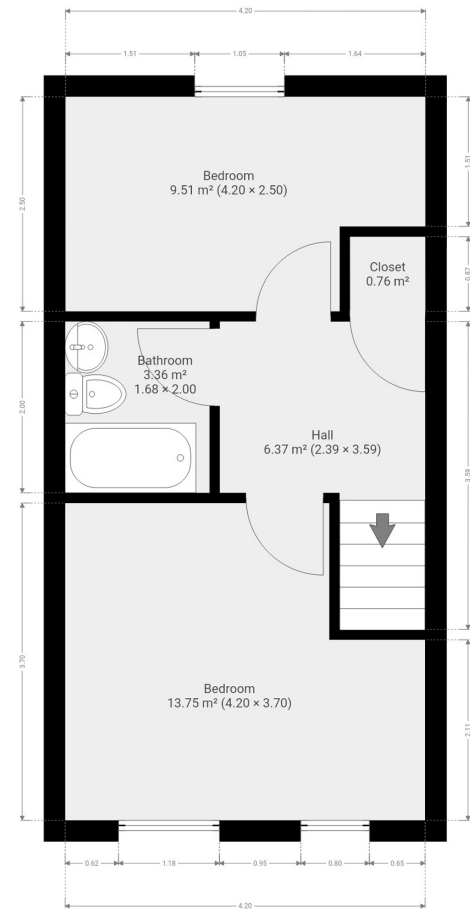 4.20
1.51
1.05
1.64
2.50
1.51
Bedroom
9.51 m² (4.20 × 2.50)
Closet
0.76 m²
0.87
Bathroom
3.36 m²
1.68 × 2.00
2.00
Hall
6.37 m² (2.39 × 3.59)
3.59
Bedroom
13.75 m² (4.20 × 3.70)
3.70
2.11
0.62
1.18
0.95
0.80
0.65
4.20